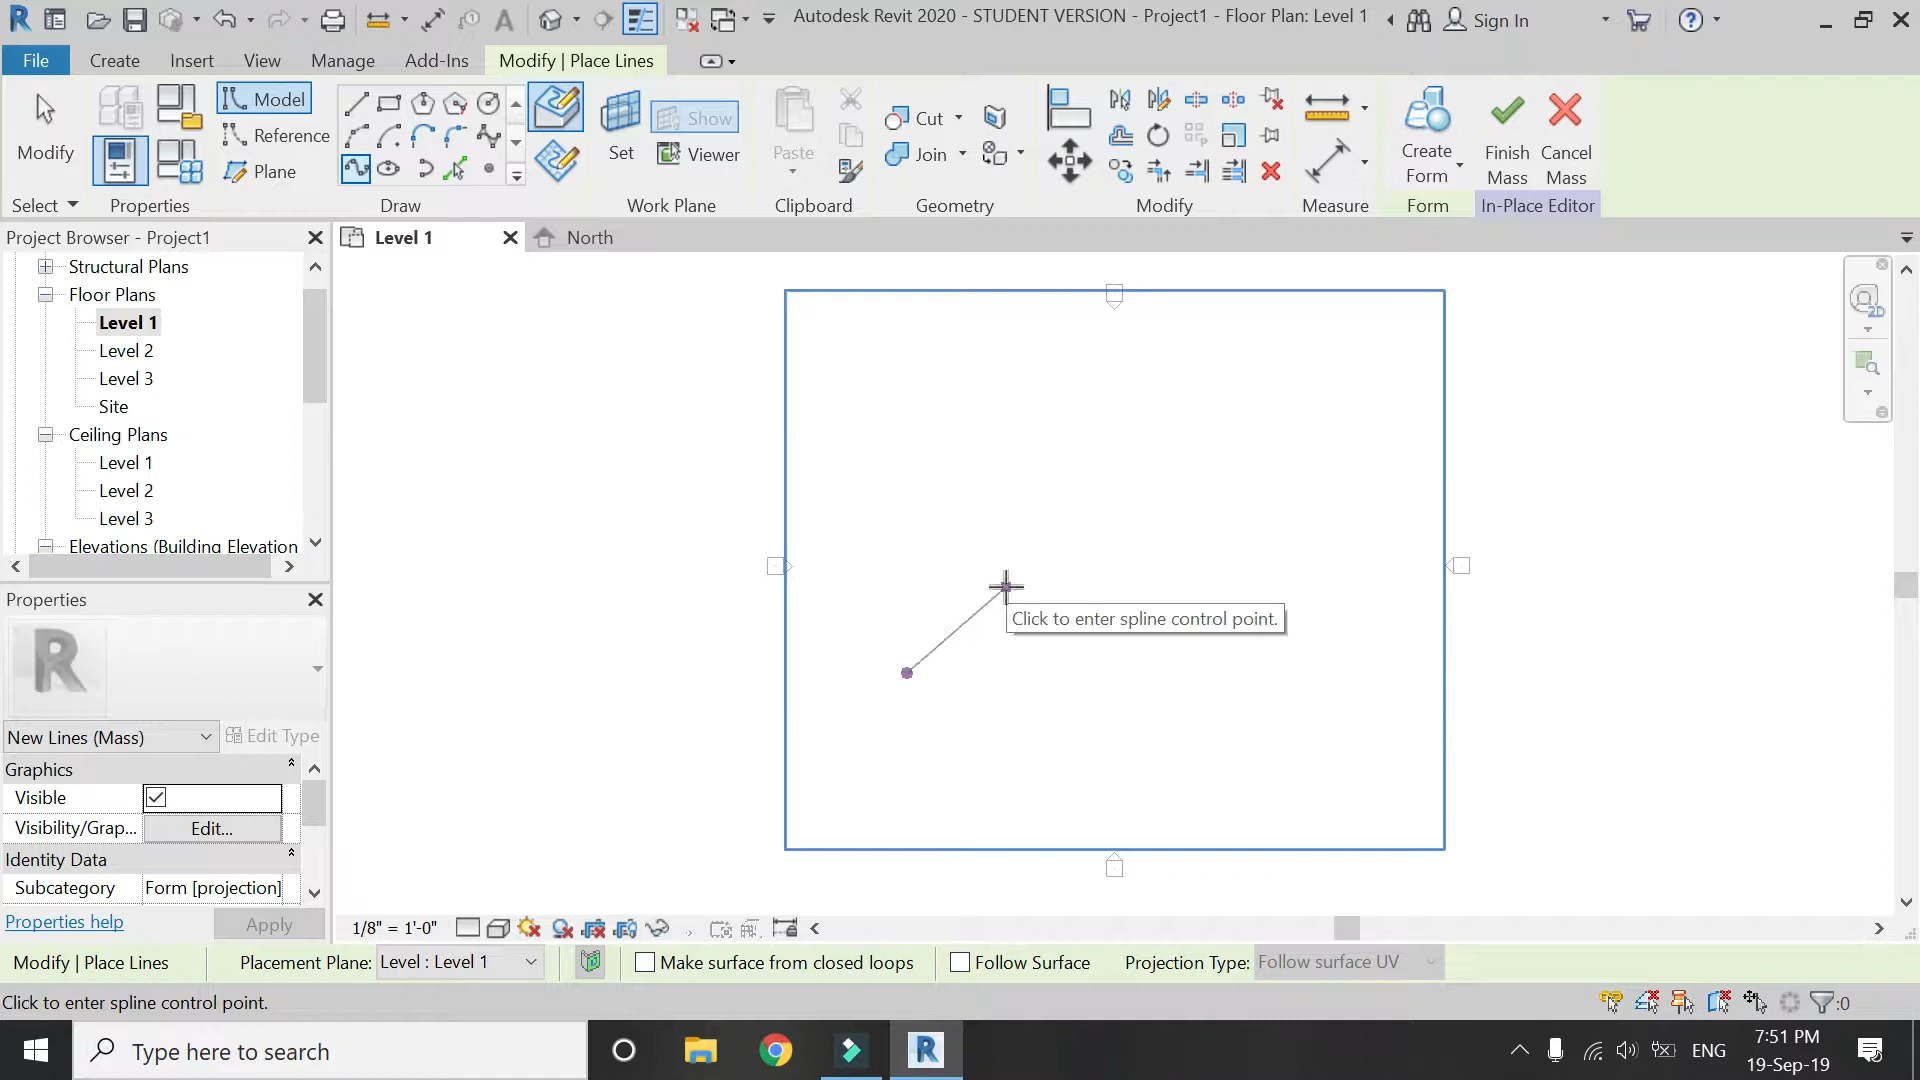 Autodesk Revit 2020 - STUDENT VERSION - Project1 - Floor Plan: Level 1
Sign In
File
Create
Insert
View
Manage
Add-Ins
Modify | Place Lines
Modify
Model
Reference
Plane
Set
Show
Viewer
Paste
Cut
Join
Create
Form
Finish
Mass
Cancel
Mass
Select
Properties
Draw
Work Plane
Clipboard
Geometry
Modify
Measure
Form
In-Place Editor
Project Browser - Project1
Level 1
North
Structural Plans
Floor Plans
Level 1
Level 2
Level 3
Site
Ceiling Plans
Level 1
Level 2
Level 3
Elevations (Building Elevation
2D
Click to enter spline control point.
Properties
New Lines (Mass)
Edit Type
Graphics
Visible
Visibility/Grap...
Edit...
Identity Data
Subcategory
Form [projection]
Properties help
Apply
1/8" = 1'-0"
Modify | Place Lines
Placement Plane:
Level : Level 1
Make surface from closed loops
Follow Surface
Projection Type:
Follow surface UV
Click to enter spline control point.
:0
Type here to search
ENG
7:51 PM
19-Sep-19